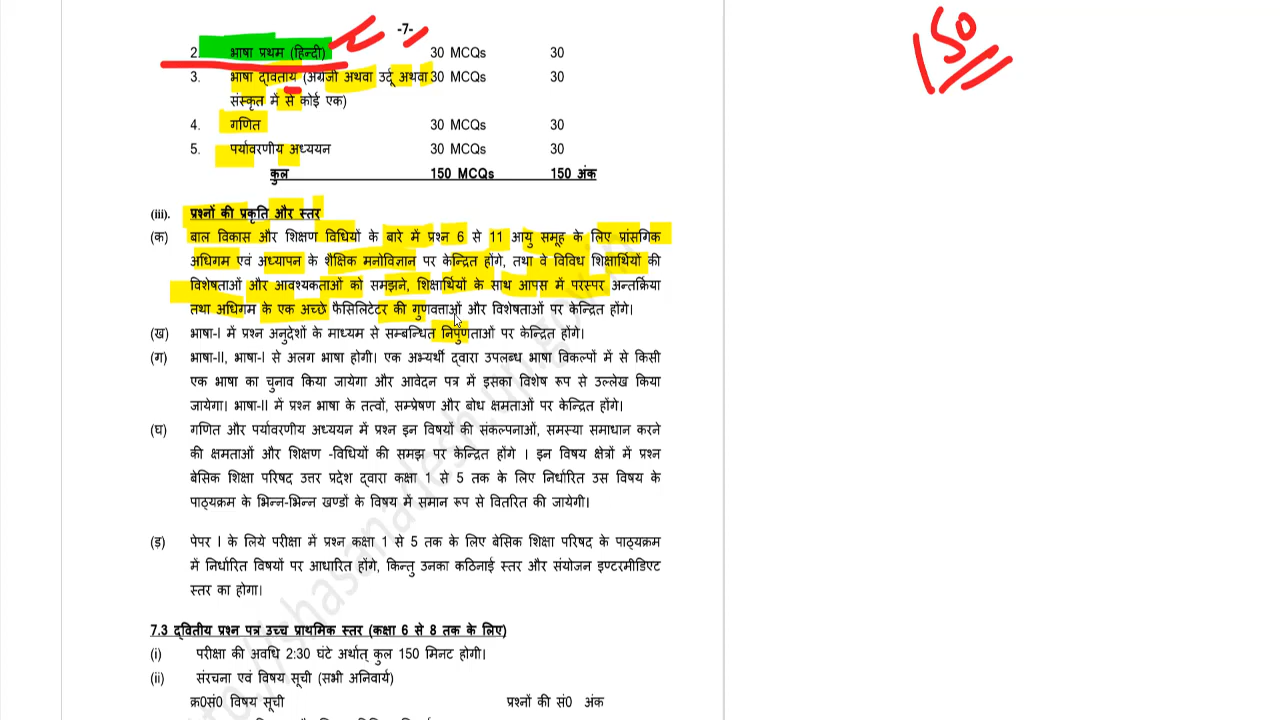 150
-7-
2. भाषा प्रथम (हिन्दी) 30 MCQs 30
3. भाषा द्वितीय (अंग्रेजी अथवा उर्दू अथवा 30 MCQs 30
संस्कृत में से कोई एक)
4. गणित 30 MCQs 30
5. पर्यावरणीय अध्ययन 30 MCQs 30
कुल 150 MCQs 150 अंक
(iii). प्रश्नों की प्रकृति और स्तर
(क) बाल विकास और शिक्षण विधियों के बारे में प्रश्न 6 से 11 आयु समूह के लिए प्रांसगिक
अधिगम एवं अध्यापन के शैक्षिक मनोविज्ञान पर केन्द्रित होंगे, तथा वे विविध शिक्षार्थियों की
विशेषताओं और आवश्यकताओं को समझने, शिक्षार्थियों के साथ आपस में परस्पर अन्तर्क्रिया
तथा अधिगम के एक अच्छे फैसिलिटेटर की गुणवत्ताओं और विशेषताओं पर केन्द्रित होंगे।
(ख) भाषा-I में प्रश्न अनुदेशों के माध्यम से सम्बन्धित निपुणताओं पर केन्द्रित होंगे।
(ग) भाषा-II, भाषा-I से अलग भाषा होगी। एक अभ्यर्थी द्वारा उपलब्ध भाषा विकल्पों में से किसी
एक भाषा का चुनाव किया जायेगा और आवेदन पत्र में इसका विशेष रूप से उल्लेख किया
जायेगा। भाषा-II में प्रश्न भाषा के तत्वों, सम्प्रेषण और बोध क्षमताओं पर केन्द्रित होंगे।
(घ) गणित और पर्यावरणीय अध्ययन में प्रश्न इन विषयों की संकल्पनाओं, समस्या समाधान करने
की क्षमताओं और शिक्षण -विधियों की समझ पर केन्द्रित होंगे । इन विषय क्षेत्रों में प्रश्न
बेसिक शिक्षा परिषद उत्तर प्रदेश द्वारा कक्षा 1 से 5 तक के लिए निर्धारित उस विषय के
पाठ्यक्रम के भिन्न-भिन्न खण्डों के विषय में समान रूप से वितरित की जायेगी।
(ड़) पेपर I के लिये परीक्षा में प्रश्न कक्षा 1 से 5 तक के लिए बेसिक शिक्षा परिषद के पाठ्यक्रम
में निर्धारित विषयों पर आधारित होंगे, किन्तु उनका कठिनाई स्तर और संयोजन इण्टरमीडिएट
स्तर का होगा।
7.3 द्वितीय प्रश्न पत्र उच्च प्राथमिक स्तर (कक्षा 6 से 8 तक के लिए)
(i) परीक्षा की अवधि 2:30 घंटे अर्थात् कुल 150 मिनट होगी।
(ii) संरचना एवं विषय सूची (सभी अनिवार्य)
क्र0सं0 विषय सूची प्रश्नों की सं0 अंक